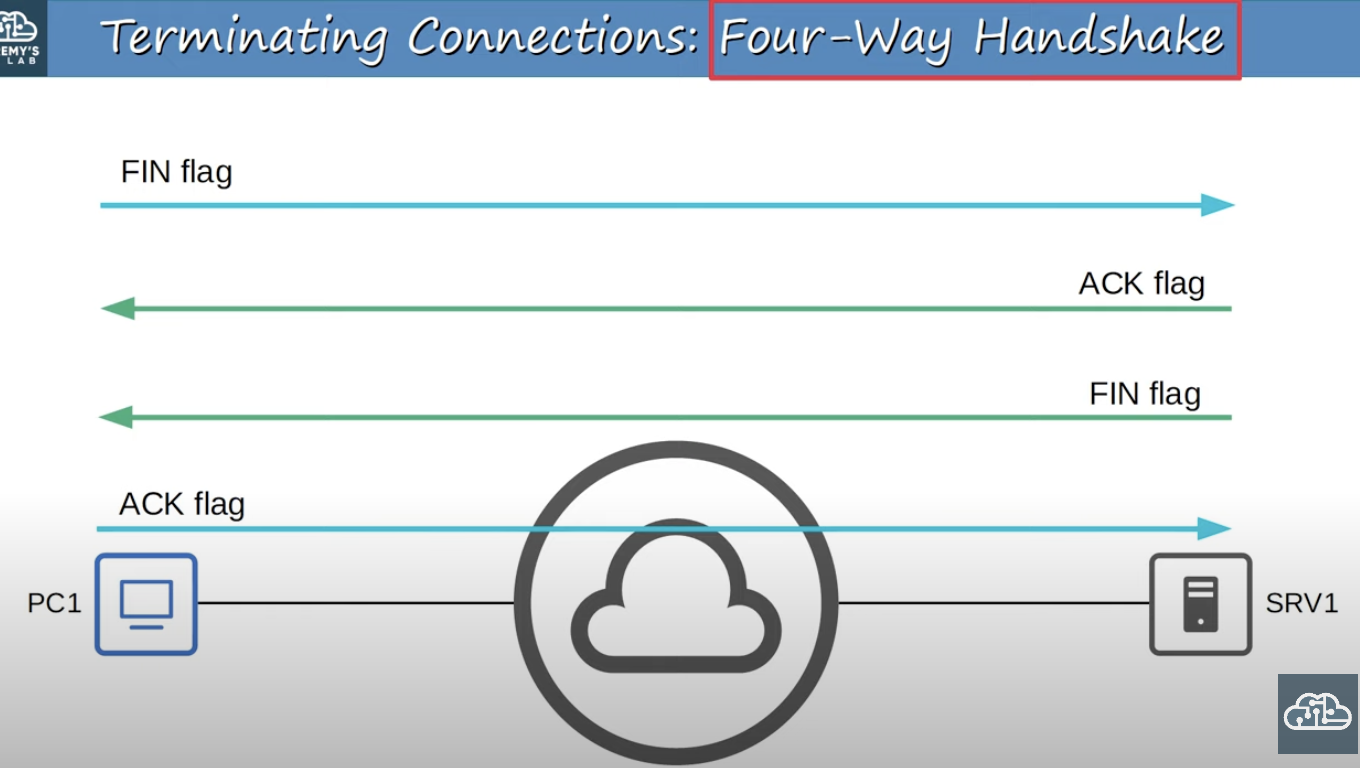 Terminating Connections: Four-Way Handshake
EMY'S
LAB
FIN flag
ACK flag
FIN flag
ACK flag
PC1
SRV1